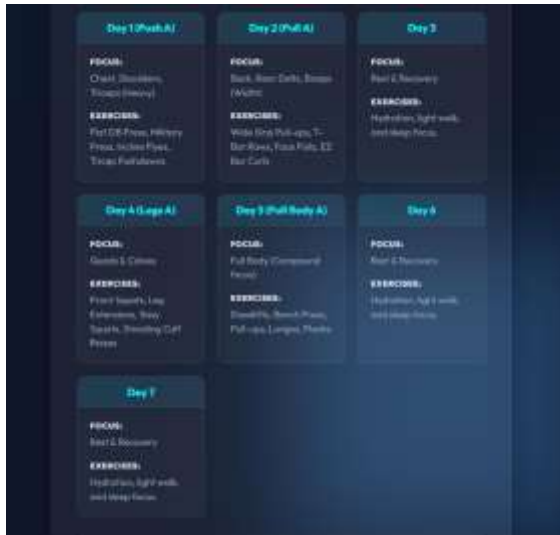 Day 1 (Push A)
FOCUS:
Chest, Shoulders,
Triceps (Heavy)
EXERCISES:
Flat DB Press, Military
Press, Incline Flyes,
Tricep Pushdowns
Day 2 (Pull A)
FOCUS:
Back, Rear Delts, Biceps
(Width)
EXERCISES:
Wide Grip Pull-ups, T-
Bar Rows, Face Pulls, EZ
Bar Curls
Day 3
FOCUS:
Rest & Recovery
EXERCISES:
Hydration, light walk,
and sleep focus.
Day 4 (Legs A)
FOCUS:
Quads & Calves
EXERCISES:
Front Squats, Leg
Extensions, Sissy
Squats, Standing Calf
Raises
Day 5 (Full Body A)
FOCUS:
Full Body (Compound
Focus)
EXERCISES:
Deadlifts, Bench Press,
Pull-ups, Lunges, Planks
Day 6
FOCUS:
Rest & Recovery
EXERCISES:
Hydration, light walk,
and sleep focus.
Day 7
FOCUS:
Rest & Recovery
EXERCISES:
Hydration, light walk,
and sleep focus.